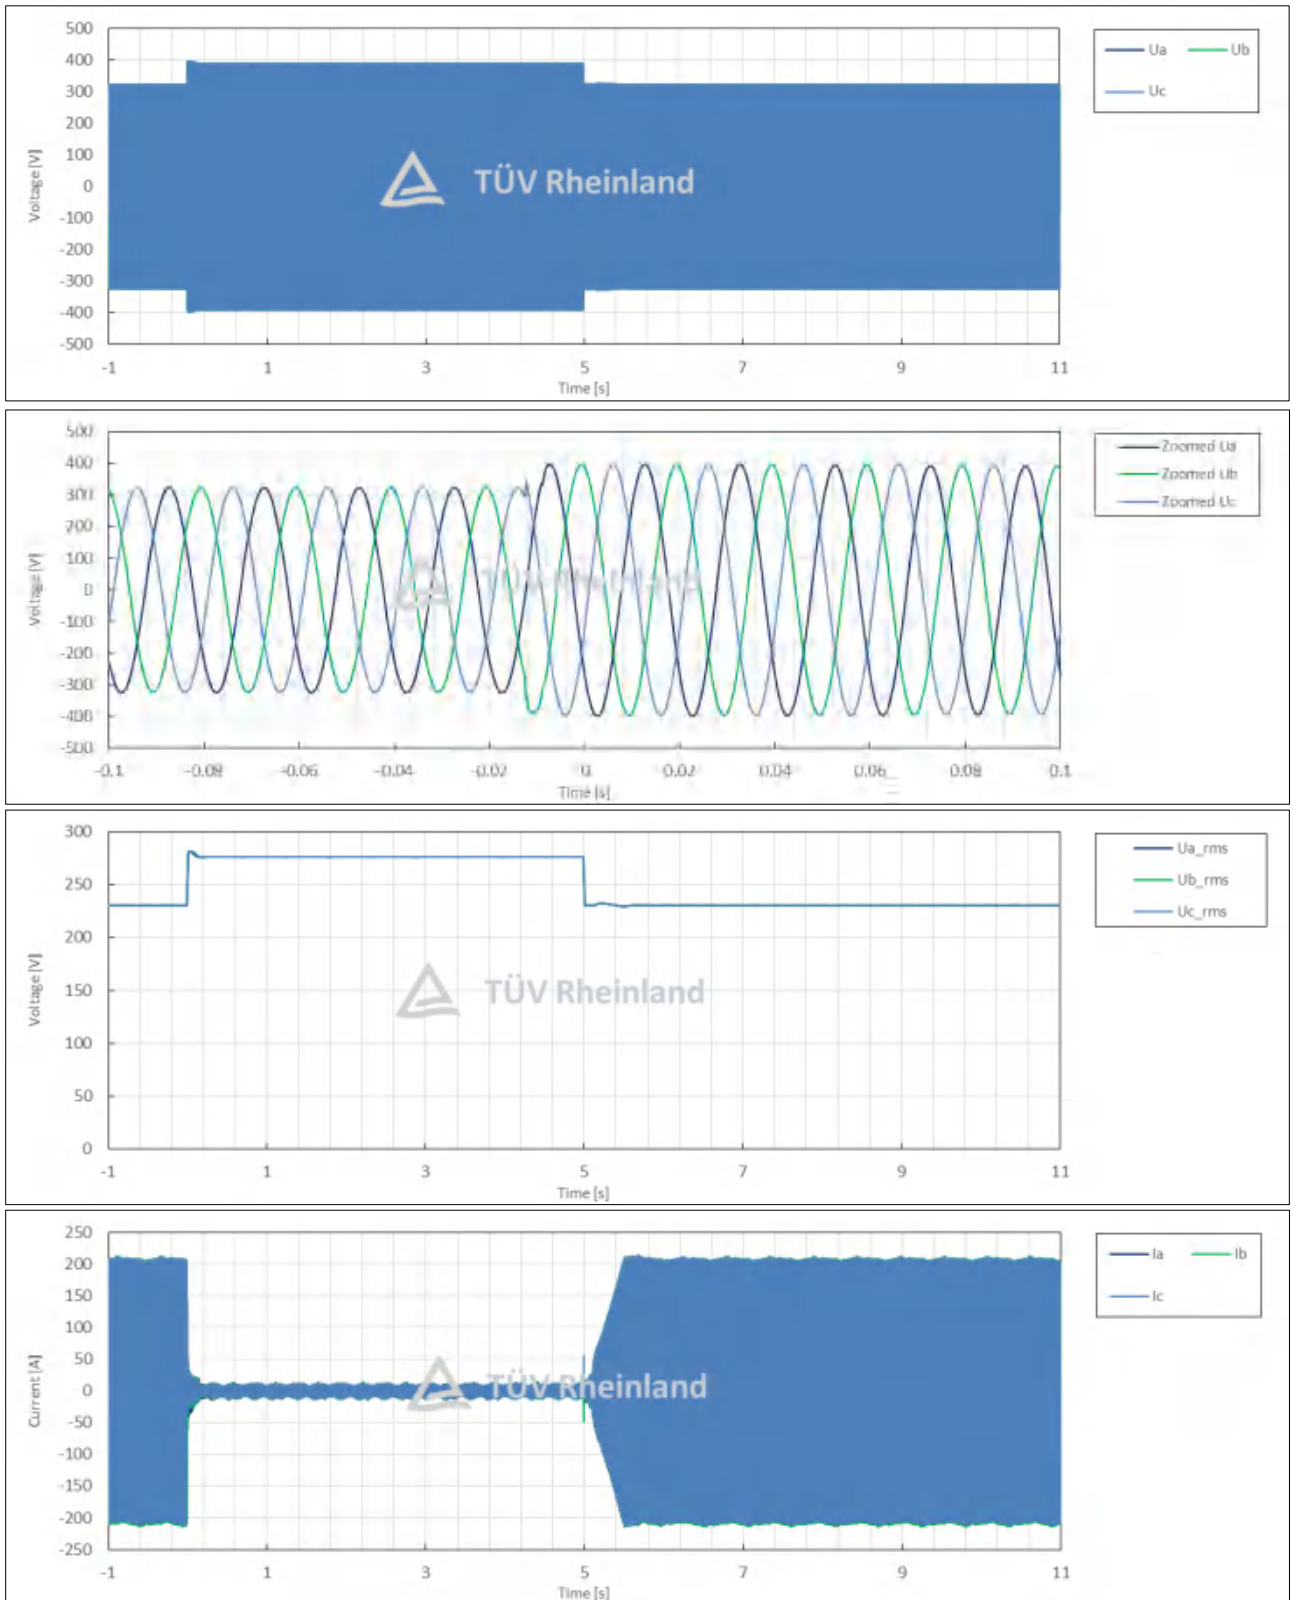 500
400
300
200
100
0
-100
-200
-300
-400
-500
Voltage [V]
-1 1 3 5 7 9 11
Time [s]
Ua Ub
Uc
TÜV Rheinland
500
400
300
200
100
0
-100
-200
-300
-400
-500
Voltage [V]
-0.1 -0.08 -0.06 -0.04 -0.02 0 0.02 0.04 0.06 0.08 0.1
Time [s]
Zoomed Ua
Zoomed Ub
Zoomed Uc
TÜV Rheinland
300
250
200
150
100
50
0
Voltage [V]
-1 1 3 5 7 9 11
Time [s]
Ua_rms
Ub_rms
Uc_rms
TÜV Rheinland
250
200
150
100
50
0
-50
-100
-150
-200
-250
Current [A]
-1 1 3 5 7 9 11
Time [s]
Ia Ib
Ic
TÜV Rheinland